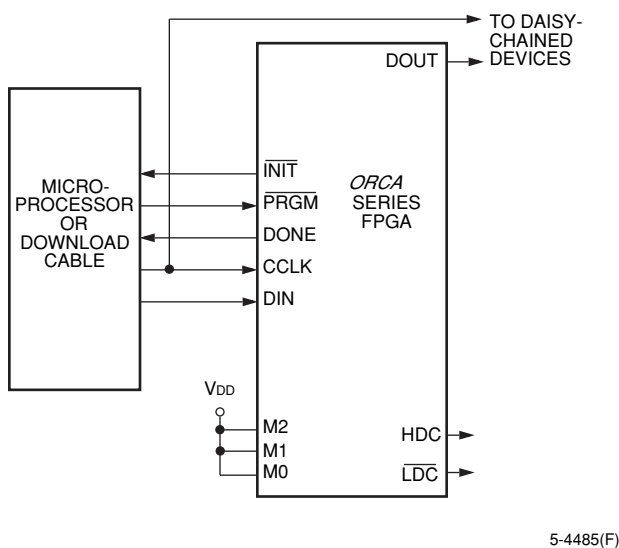 TO DAISY-
CHAINED
DEVICES
DOUT
MICRO-
PROCESSOR
OR
DOWNLOAD
CABLE
INIT
PRGM
DONE
CCLK
DIN
ORCA
SERIES
FPGA
VDD
M2
M1
M0
HDC
LDC
5-4485(F)